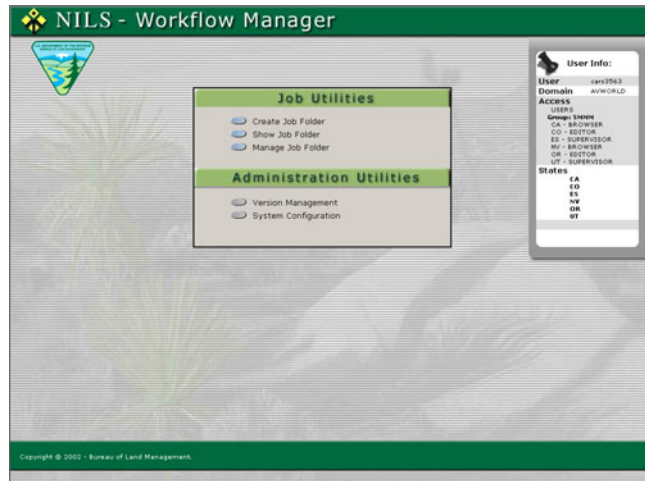 NILS - Workflow Manager
User Info:
User cars3563
Domain AVWORLD
Access
USERS
Group: SNMN
CA - BROWSER
CO - EDITOR
ES - SUPERVISOR
NV - BROWSER
OR - EDITOR
UT - SUPERVISOR
States
CA
CO
ES
NV
OR
UT
Job Utilities
Create Job Folder
Show Job Folder
Manage Job Folder
Administration Utilities
Version Management
System Configuration
Copyright © 2002 - Bureau of Land Management.